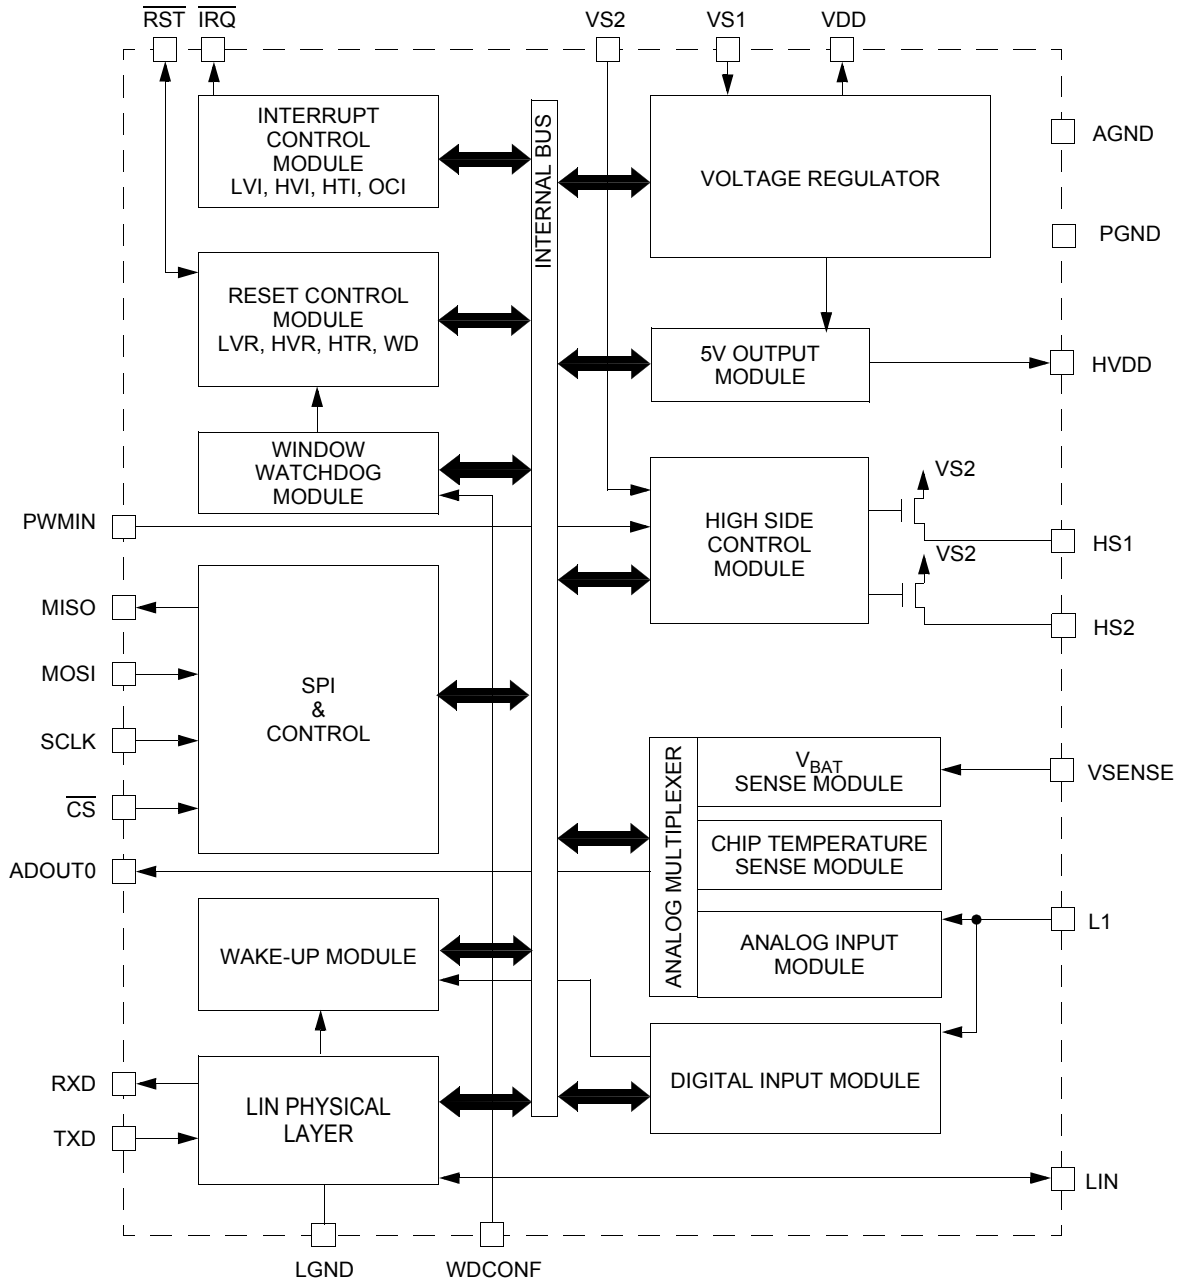 RST IRQ VS2 VS1 VDD
INTERRUPT
CONTROL
MODULE
LVI, HVI, HTI, OCI
INTERNAL BUS
VOLTAGE REGULATOR
AGND
PGND
RESET CONTROL
MODULE
LVR, HVR, HTR, WD
5V OUTPUT
MODULE
HVDD
WINDOW
WATCHDOG
MODULE
PWMIN
HIGH SIDE
CONTROL
MODULE
VS2
HS1
VS2
HS2
MISO
MOSI
SCLK
CS
SPI
&
CONTROL
ADOUT0
ANALOG MULTIPLEXER
VBAT
SENSE MODULE
VSENSE
CHIP TEMPERATURE
SENSE MODULE
ANALOG INPUT
MODULE
L1
WAKE-UP MODULE
DIGITAL INPUT MODULE
RXD
TXD
LIN PHYSICAL
LAYER
LIN
LGND WDCONF